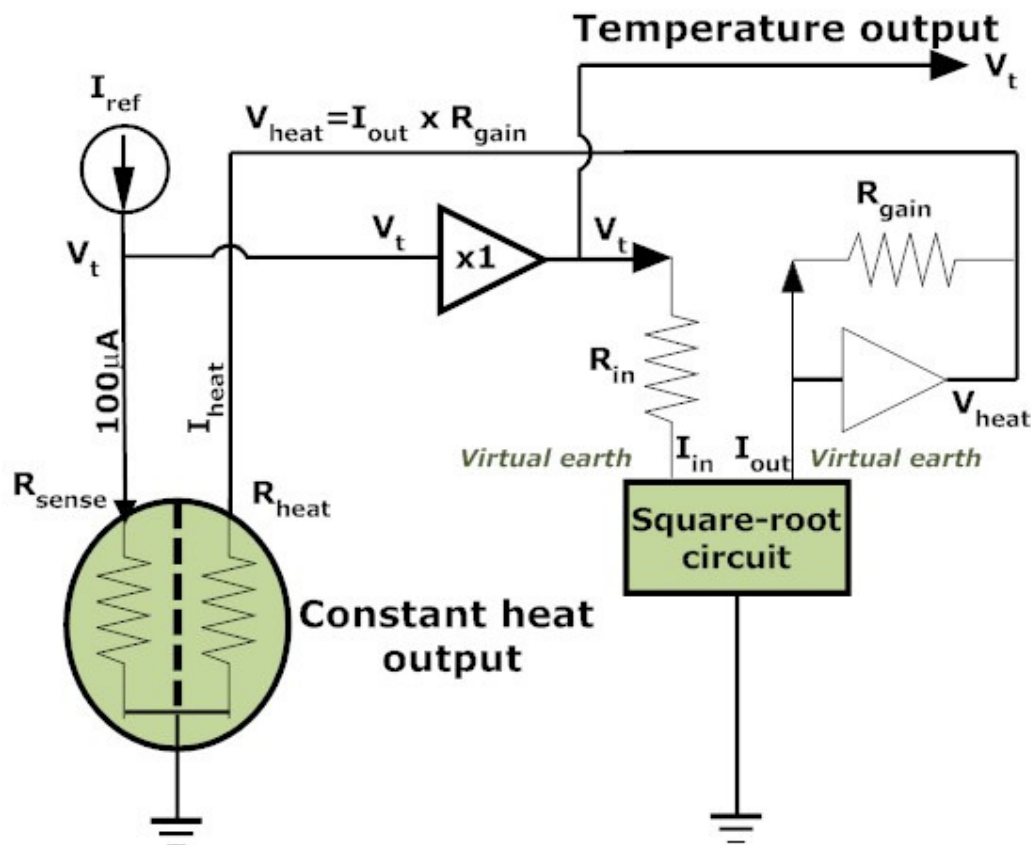 Temperature output
V_t
I_ref
V_heat=I_out x R_gain
R_gain
V_t
V_t
x1
V_t
100µA
I_heat
R_in
V_heat
Virtual earth
I_in
I_out
Virtual earth
R_sense
R_heat
Square-root
circuit
Constant heat
output